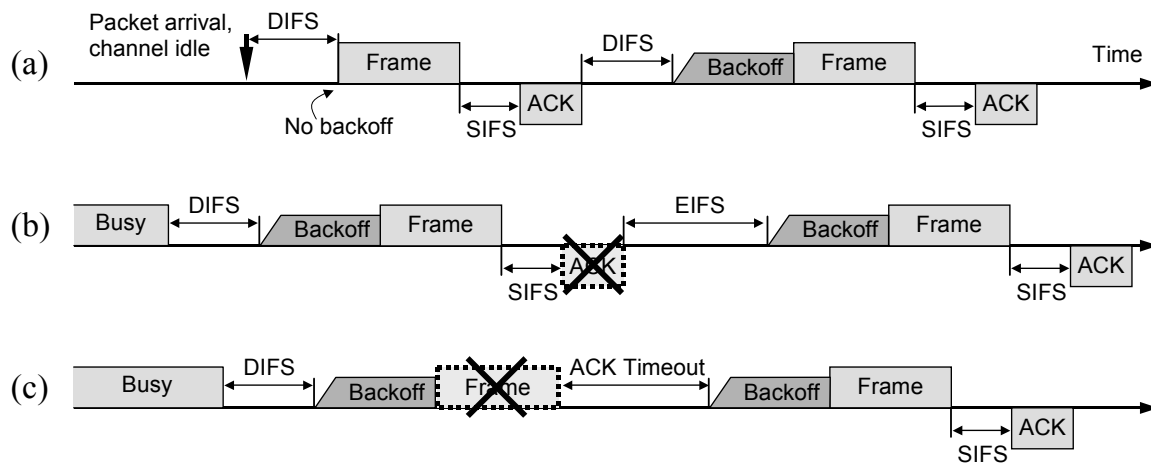 Packet arrival,
channel idle
DIFS
DIFS
Time
(a)
Frame
Backoff
Frame
No backoff
SIFS
ACK
SIFS
ACK
(b)
Busy
DIFS
Backoff
Frame
EIFS
Backoff
Frame
SIFS
ACK
SIFS
ACK
(c)
Busy
DIFS
Backoff
Frame
ACK Timeout
Backoff
Frame
SIFS
ACK